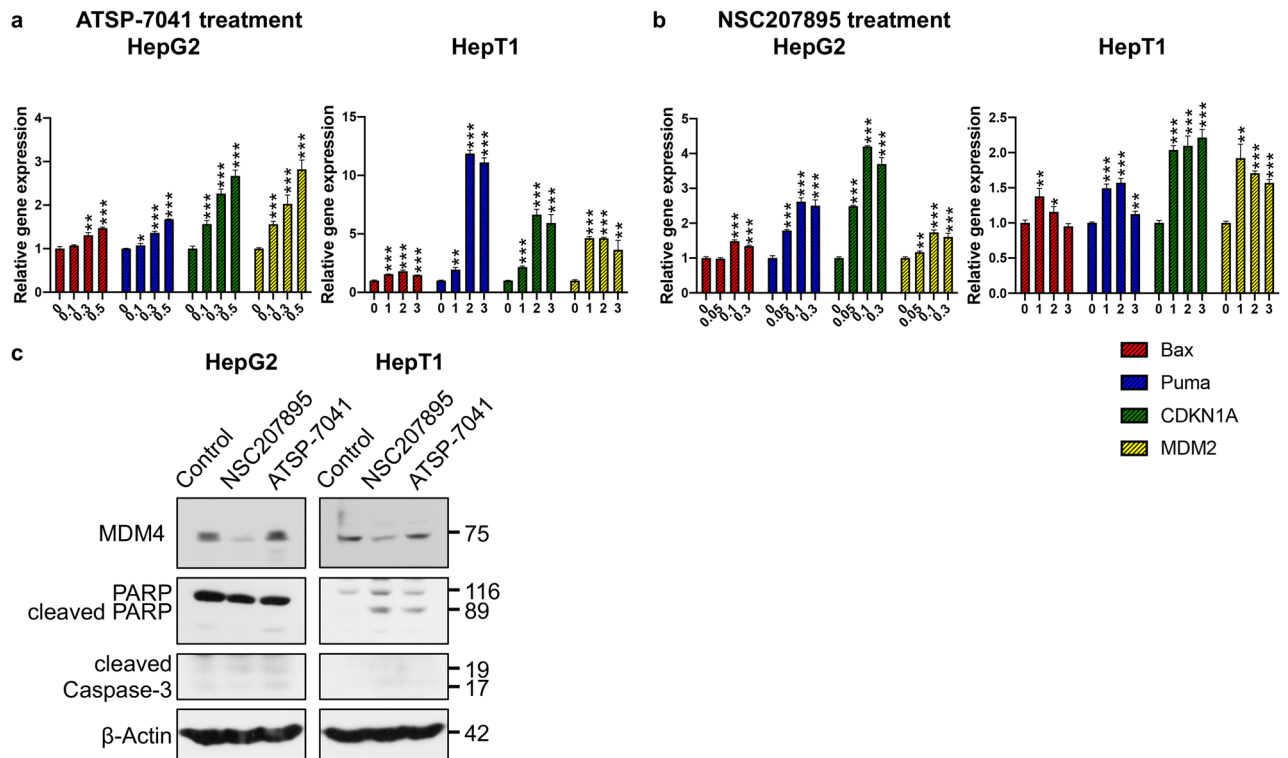 a
ATSP-7041 treatment
HepG2
HepT1
Relative gene expression
4
3
2
1
0
*** ** *** *** * *** *** *** *** *** *** ***
0 0.1 0.3 0.5 0 0.1 0.3 0.5 0 0.1 0.3 0.5 0 0.1 0.3 0.5
Relative gene expression
15
10
5
0
*** *** *** ** *** *** *** *** *** *** *** **
0 1 2 3 0 1 2 3 0 1 2 3 0 1 2 3
b
NSC207895 treatment
HepG2
HepT1
Relative gene expression
5
4
3
2
1
0
*** *** *** *** *** *** *** *** ** *** ***
0 0.05 0.1 0.3 0 0.05 0.1 0.3 0 0.05 0.1 0.3 0 0.05 0.1 0.3
Relative gene expression
2.5
2.0
1.5
1.0
0.5
0.0
** * *** *** ** *** *** *** ** *** ***
0 1 2 3 0 1 2 3 0 1 2 3 0 1 2 3
Bax
Puma
CDKN1A
MDM2
c
HepG2
HepT1
Control
NSC207895
ATSP-7041
Control
NSC207895
ATSP-7041
MDM4
75
PARP
116
cleaved PARP
89
cleaved
19
Caspase-3
17
β-Actin
42